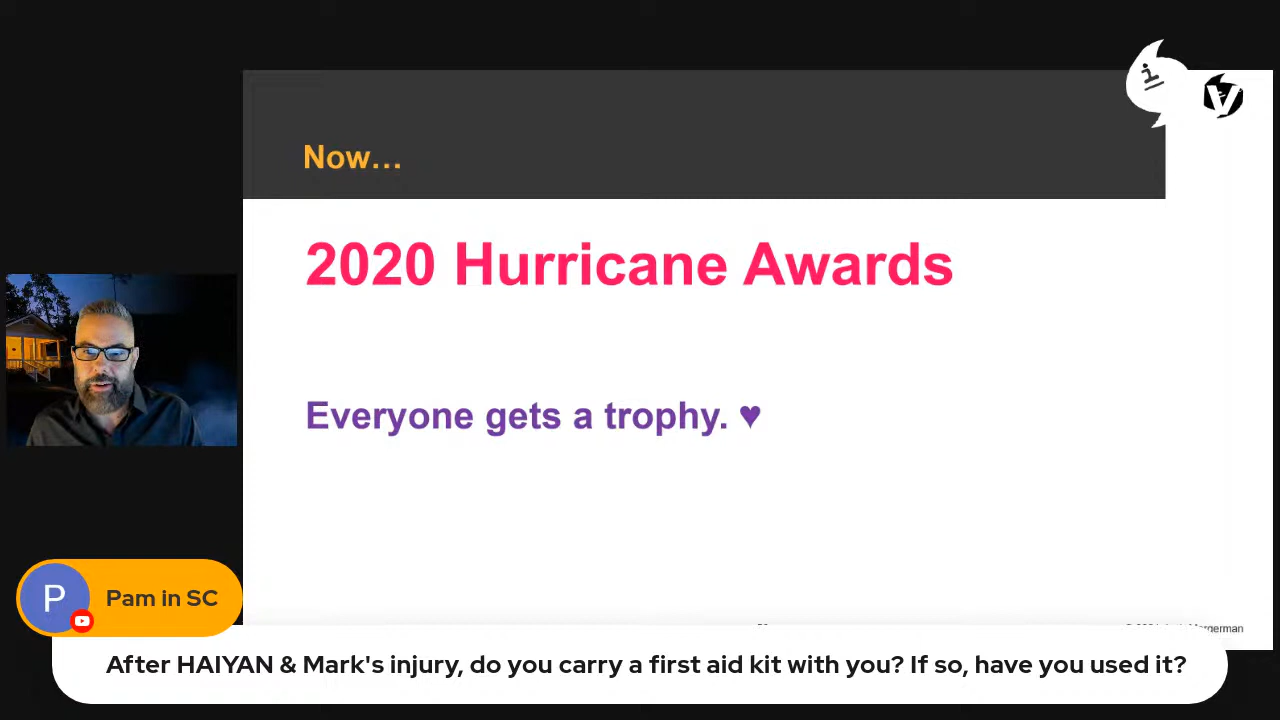 Now...
2020 Hurricane Awards
Everyone gets a trophy. ♥
P
Pam in SC
After HAIYAN & Mark's injury, do you carry a first aid kit with you? If so, have you used it?